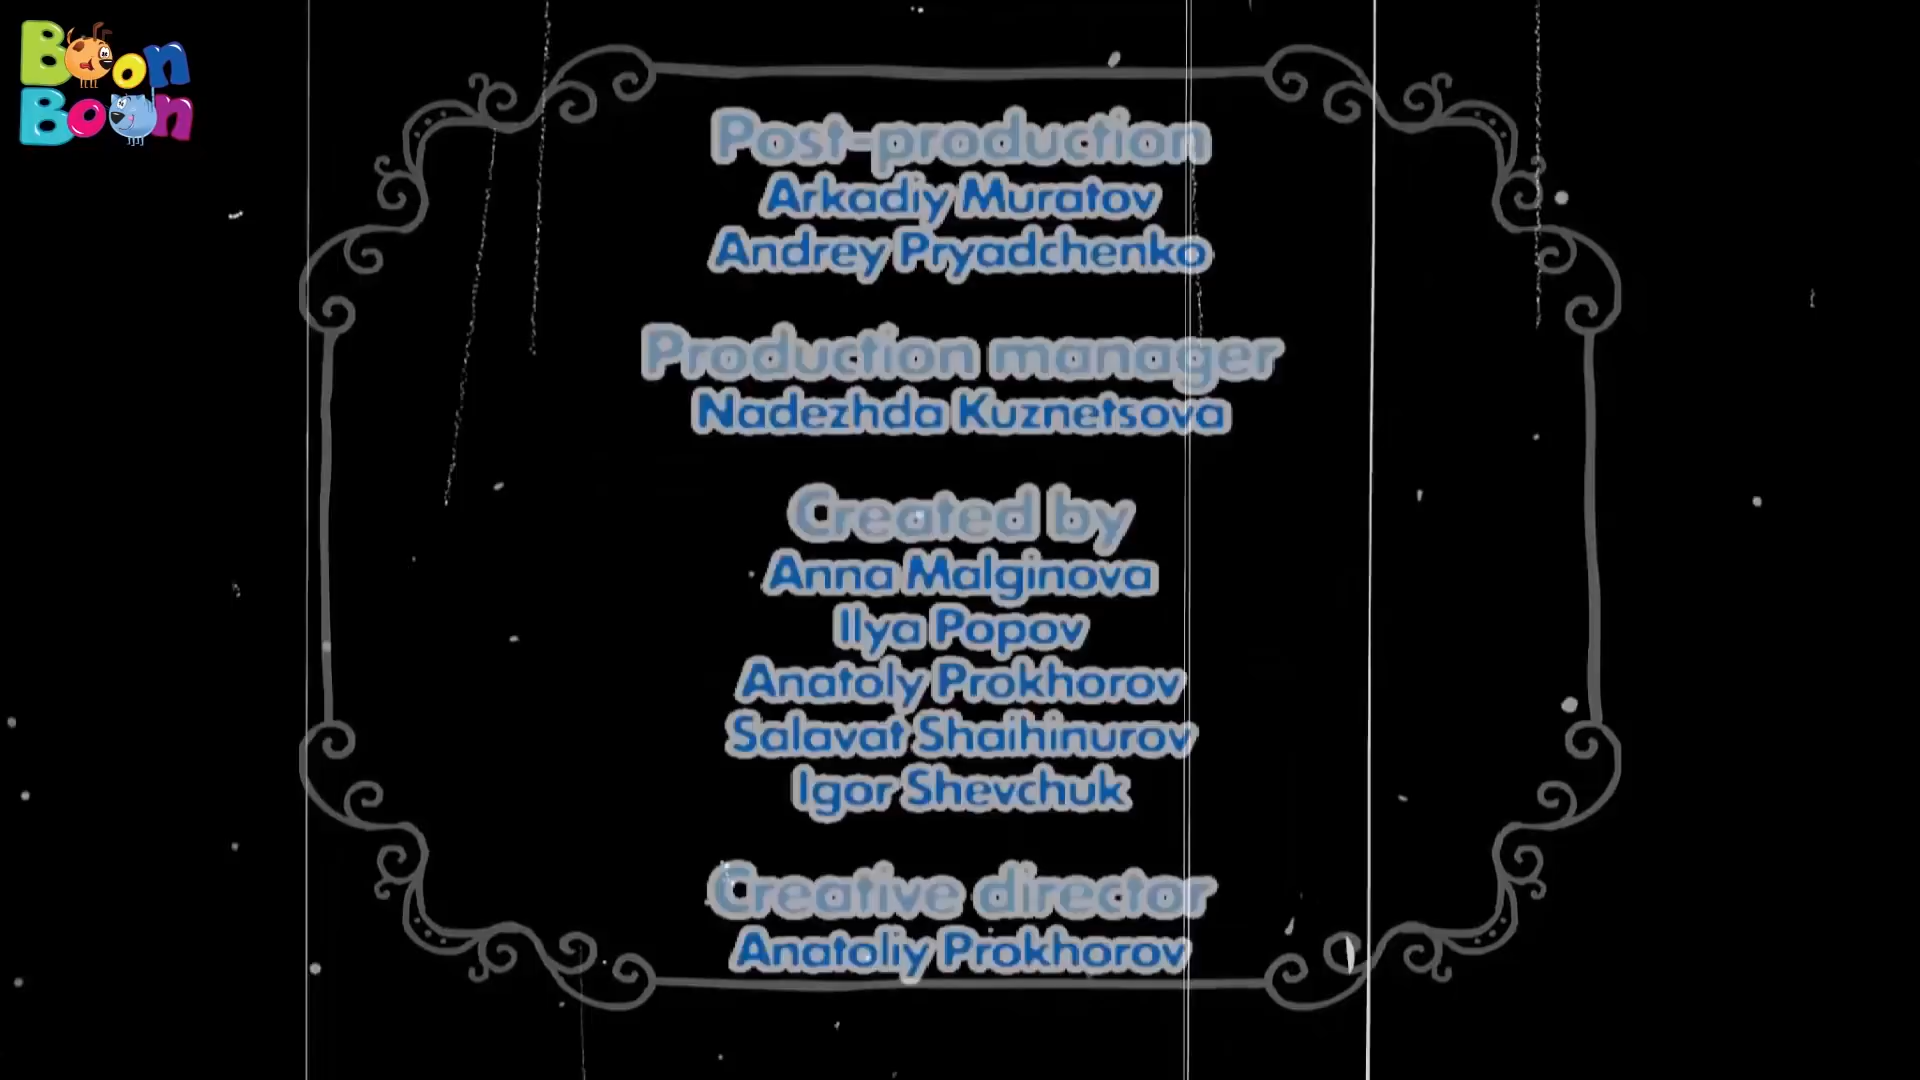 Boon
Boon
Post-production
Arkadiy Muratov
Andrey Pryadchenko
Production manager
Nadezhda Kuznetsova
Created by
Anna Malginova
Ilya Popov
Anatoly Prokhorov
Salavat Shaihinurov
Igor Shevchuk
Creative director
Anatoliy Prokhorov